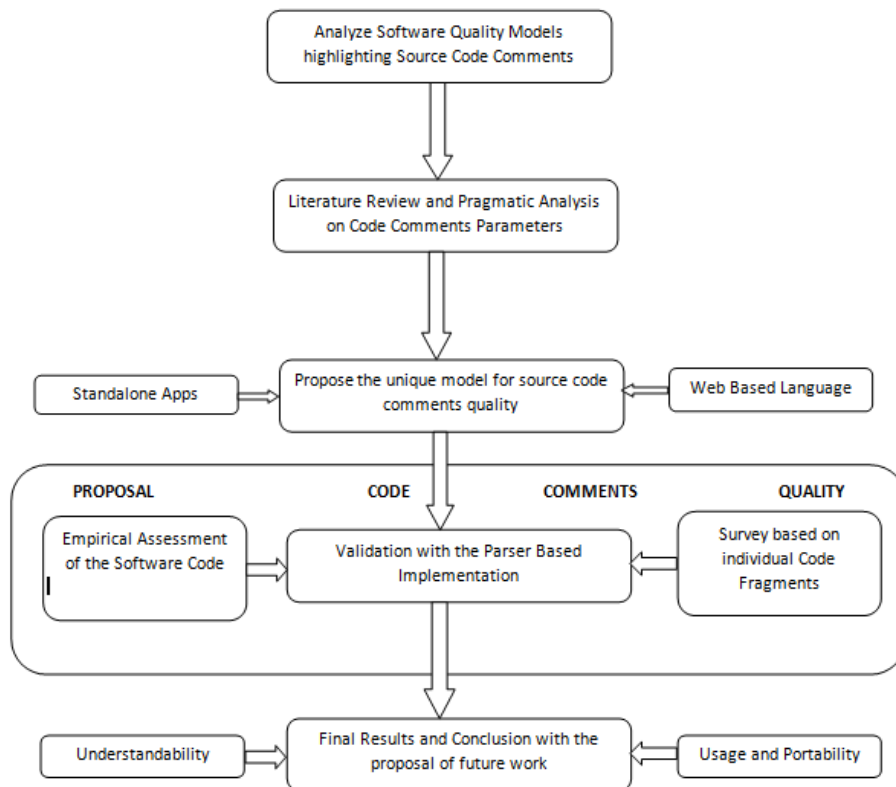 Analyze Software Quality Models
highlighting Source Code Comments
Literature Review and Pragmatic Analysis
on Code Comments Parameters
Standalone Apps
Propose the unique model for source code
comments quality
Web Based Language
PROPOSAL CODE COMMENTS QUALITY
Empirical Assessment
of the Software Code
Validation with the Parser Based
Implementation
Survey based on
individual Code
Fragments
Understandability
Final Results and Conclusion with the
proposal of future work
Usage and Portability